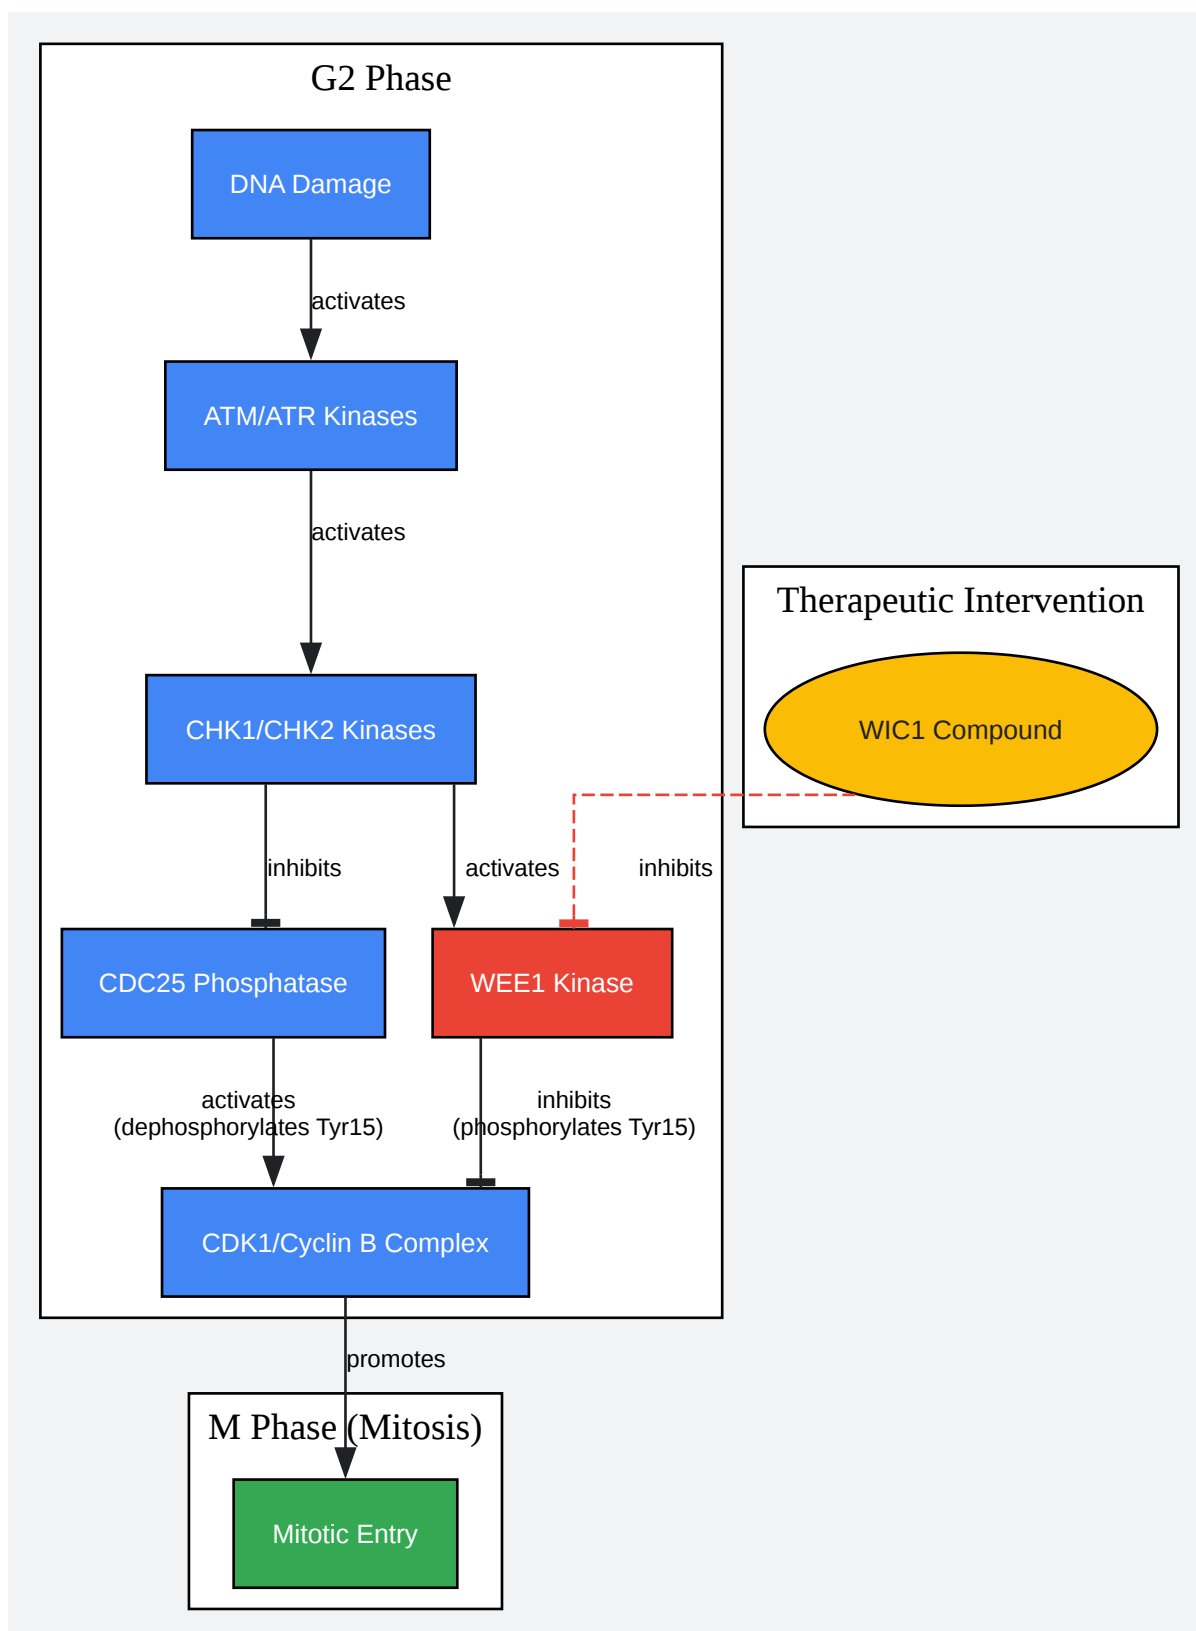 G2 Phase
DNA Damage
activates
ATM/ATR Kinases
activates
Therapeutic Intervention
CHK1/CHK2 Kinases
WIC1 Compound
inhibits
activates
inhibits
CDC25 Phosphatase
WEE1 Kinase
activates
(dephosphorylates Tyr15)
inhibits
(phosphorylates Tyr15)
CDK1/Cyclin B Complex
promotes
M Phase (Mitosis)
Mitotic Entry